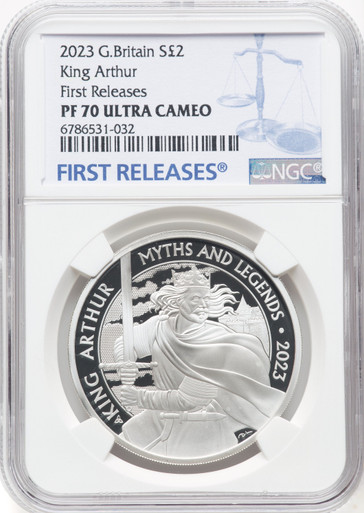 2023 G.Britain S£2
King Arthur
First Releases
PF 70 ULTRA CAMEO
6786531-032
FIRST RELEASES®
NGC®
KING ARTHUR
MYTHS AND LEGENDS • 2023